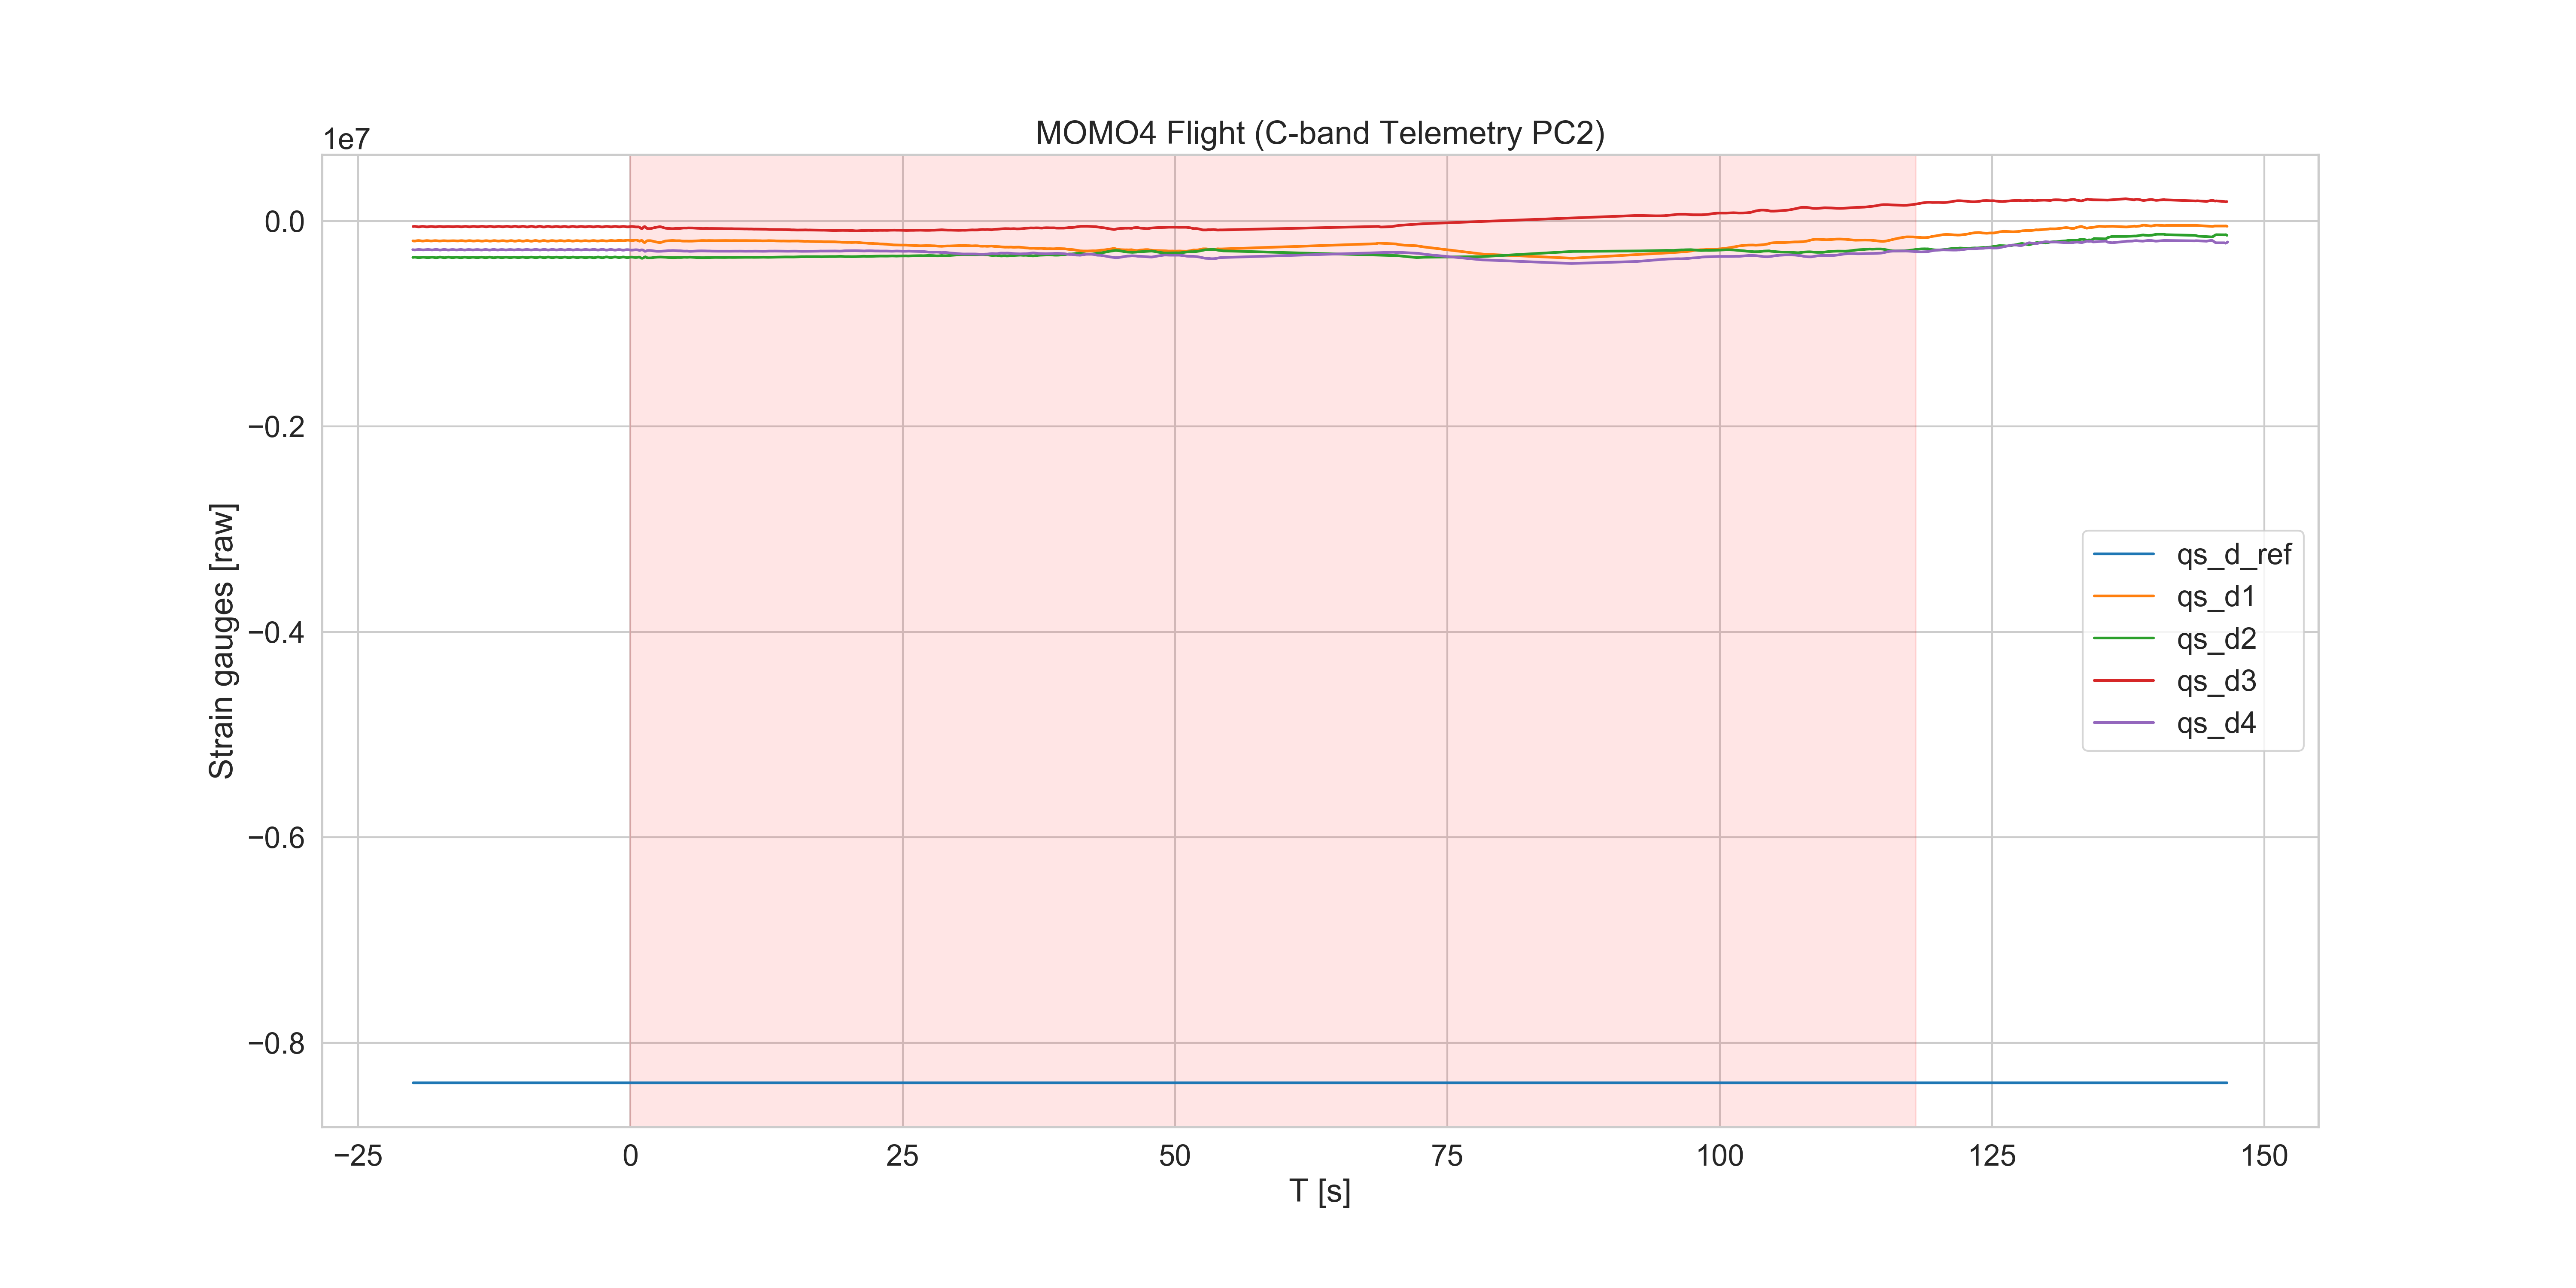 MOMO4 Flight (C-band Telemetry PC2)
1e7
0.0
−0.2
−0.4
−0.6
−0.8
Strain gauges [raw]
qs_d_ref
qs_d1
qs_d2
qs_d3
qs_d4
−25 0 25 50 75 100 125 150
T [s]